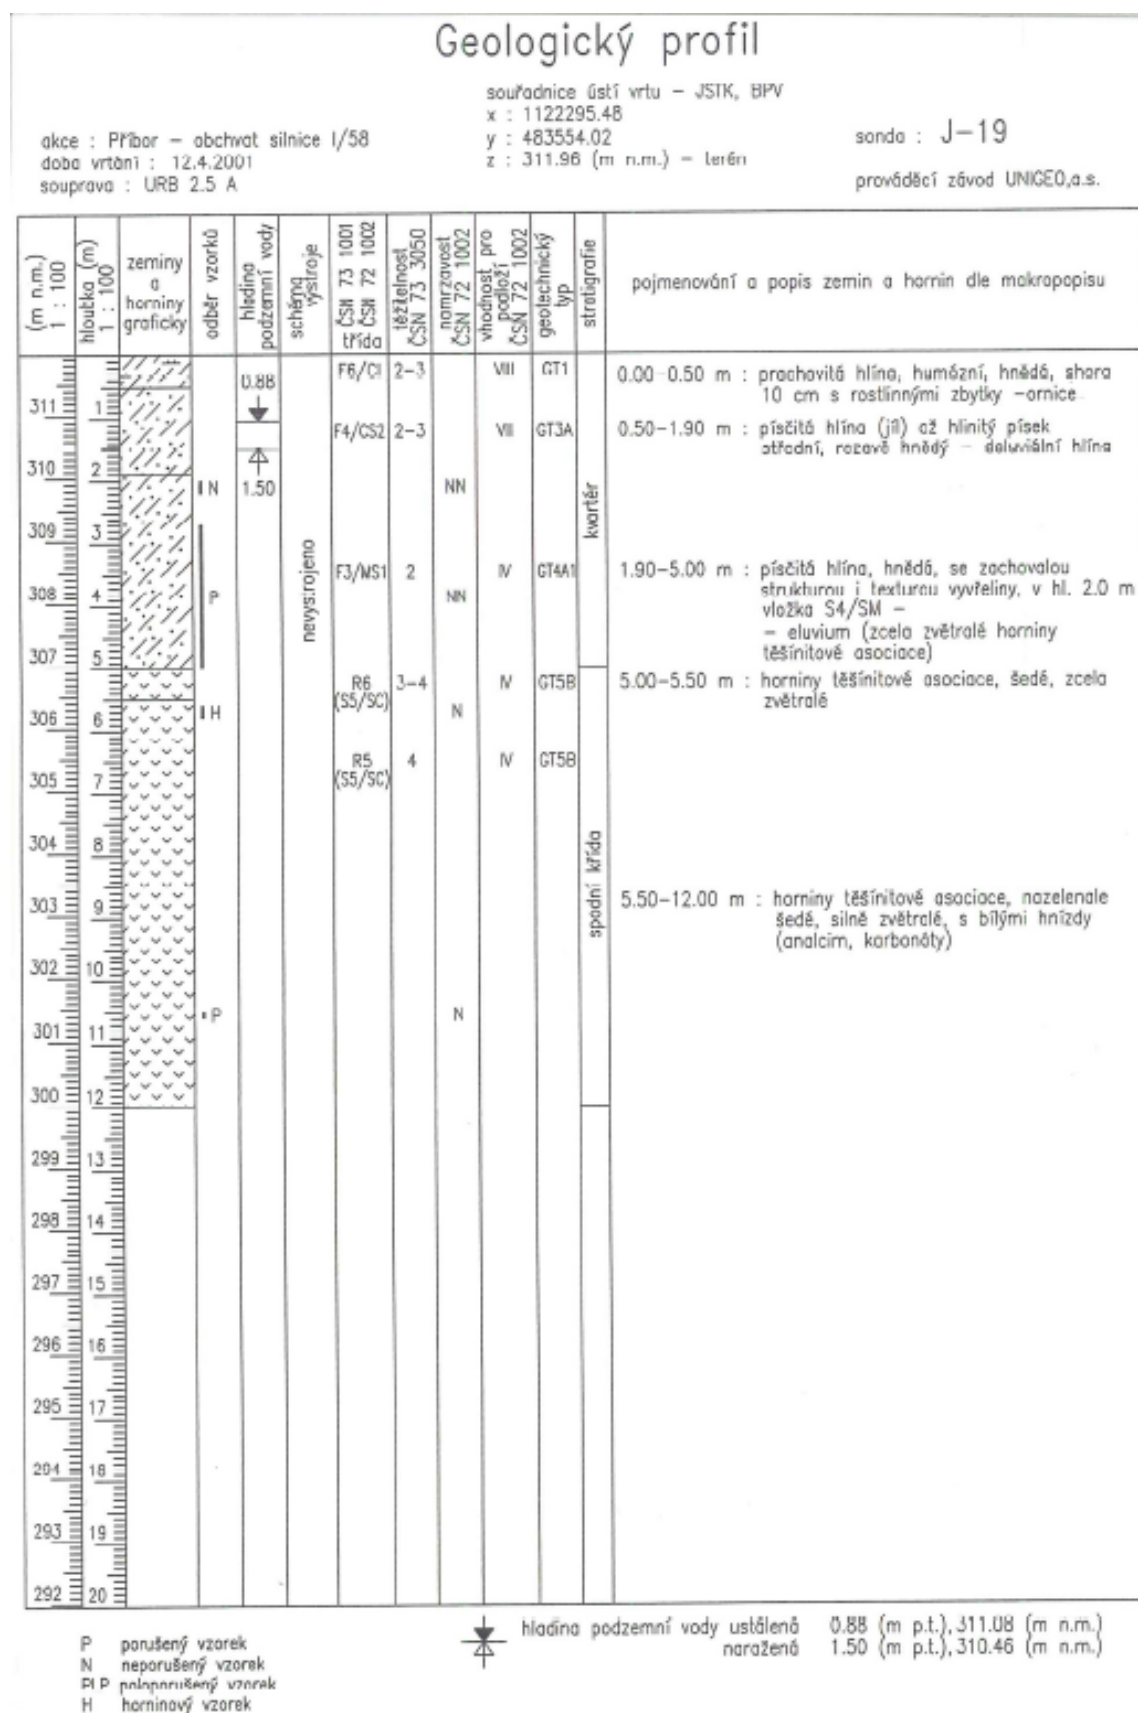 Geologický profil
souřadnice ústí vrtu – JSTK, BPV
x : 1122295.48
y : 483554.02
z : 311.96 (m n.m.) – terén
akce : Příbor – obchvat silnice I/58
doba vrtání : 12.4.2001
souprava : URB 2.5 A
sonda : J–19
prováděcí závod UNIGEO,a.s.
(m n.m.)
1 : 100
hloubka (m)
1 : 100
zeminy
a
horniny
graficky
odběr vzorků
hladina
podzemní vody
schéma
výstroje
ČSN 73 1001
ČSN 72 1002
třída
těžitelnost
ČSN 73 3050
namrzavost
ČSN 72 1002
vhodnost pro
podloží
ČSN 72 1002
geotechnický
typ
stratigrafie
pojmenování a popis zemin a hornin dle makropopisu
F6/CI 2–3 VIII GT1
0.00–0.50 m : prachovitá hlína, humózní, hnědá, shora
10 cm s rostlinnými zbytky –ornice
0.88
311 1
F4/CS2 2–3 VII GT3A
0.50–1.90 m : písčitá hlína (jíl) až hlinitý písek
střední, rezavě hnědý – deluviální hlína
310 2
N 1.50 NN
kvartér
309 3
nevystrojeno
F3/MS1 2 IV GT4A1
1.90–5.00 m : písčitá hlína, hnědá, se zachovalou
strukturou i texturou vyvřeliny, v hl. 2.0 m
vložka S4/SM –
– eluvium (zcela zvětralé horniny
těšínitové asociace)
308 4 P NN
307 5
R6 3–4 IV GT5B
(S5/SC)
5.00–5.50 m : horniny těšínitové asociace, šedé, zcela
zvětralé
306 6 H N
R5 4 IV GT5B
(S5/SC)
305 7
304 8
spodní křída
303 9
5.50–12.00 m : horniny těšínitové asociace, nazelenale
šedé, silně zvětralé, s bílými hnízdy
(analcim, karbonáty)
302 10
301 11 P N
300 12
299 13
298 14
297 15
296 16
295 17
294 18
293 19
292 20
hladina podzemní vody ustálená 0.88 (m p.t.), 311.08 (m n.m.)
naražená 1.50 (m p.t.), 310.46 (m n.m.)
P porušený vzorek
N neporušený vzorek
PLP poloporušený vzorek
H horninový vzorek